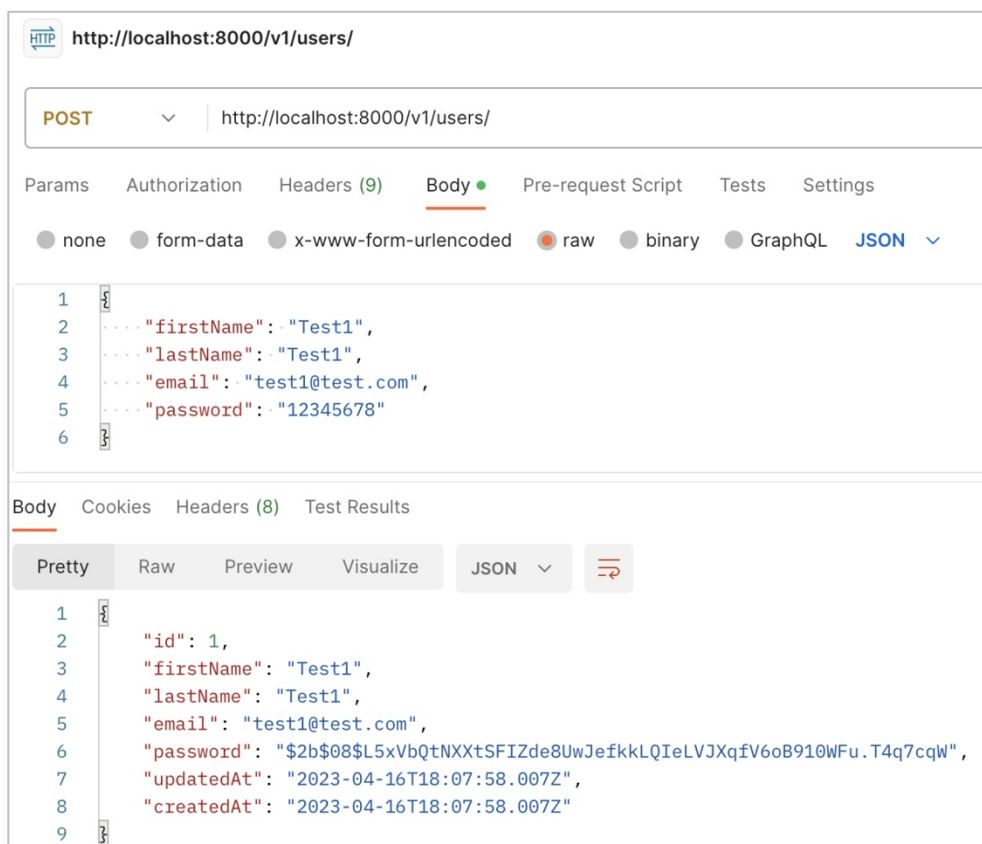 HTTP http://localhost:8000/v1/users/
POST http://localhost:8000/v1/users/
Params Authorization Headers (9) Body Pre-request Script Tests Settings
none form-data x-www-form-urlencoded raw binary GraphQL JSON
1 {
2 "firstName": "Test1",
3 "lastName": "Test1",
4 "email": "test1@test.com",
5 "password": "12345678"
6 }
Body Cookies Headers (8) Test Results
Pretty Raw Preview Visualize JSON
1 {
2 "id": 1,
3 "firstName": "Test1",
4 "lastName": "Test1",
5 "email": "test1@test.com",
6 "password": "$2b$08$L5xVbQtNXXtSFIZde8UwJefkkLQIeLVJXqfV6oB910WFu.T4q7cqW",
7 "updatedAt": "2023-04-16T18:07:58.007Z",
8 "createdAt": "2023-04-16T18:07:58.007Z"
9 }